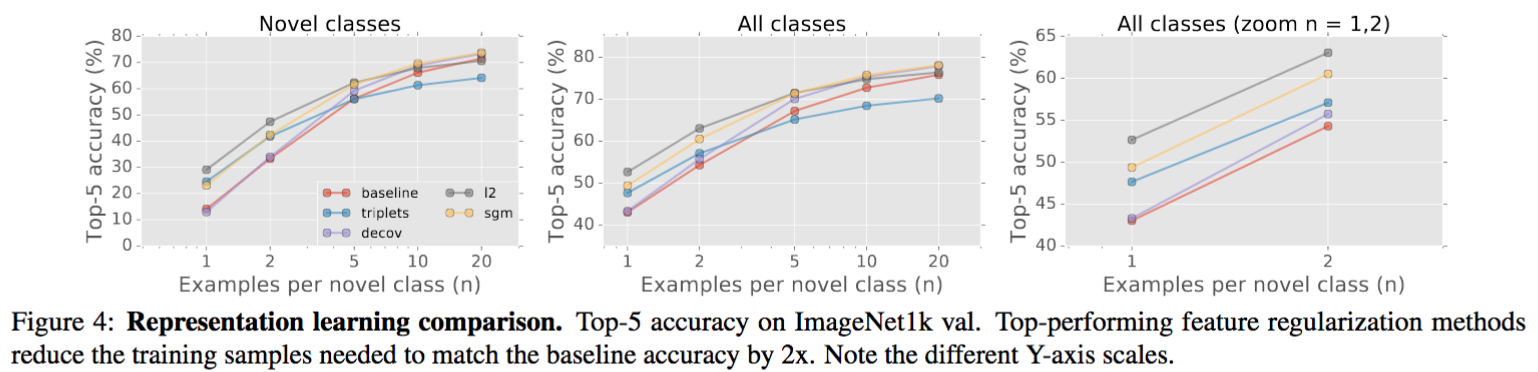 Novel classes
Top-5 accuracy (%)
80
70
60
50
40
30
20
10
0
baseline
triplets
decov
l2
sgm
1 2 5 10 20
Examples per novel class (n)
All classes
Top-5 accuracy (%)
80
70
60
50
40
1 2 5 10 20
Examples per novel class (n)
All classes (zoom n = 1,2)
Top-5 accuracy (%)
65
60
55
50
45
40
1 2
Examples per novel class (n)
Figure 4: Representation learning comparison. Top-5 accuracy on ImageNet1k val. Top-performing feature regularization methods
reduce the training samples needed to match the baseline accuracy by 2x. Note the different Y-axis scales.